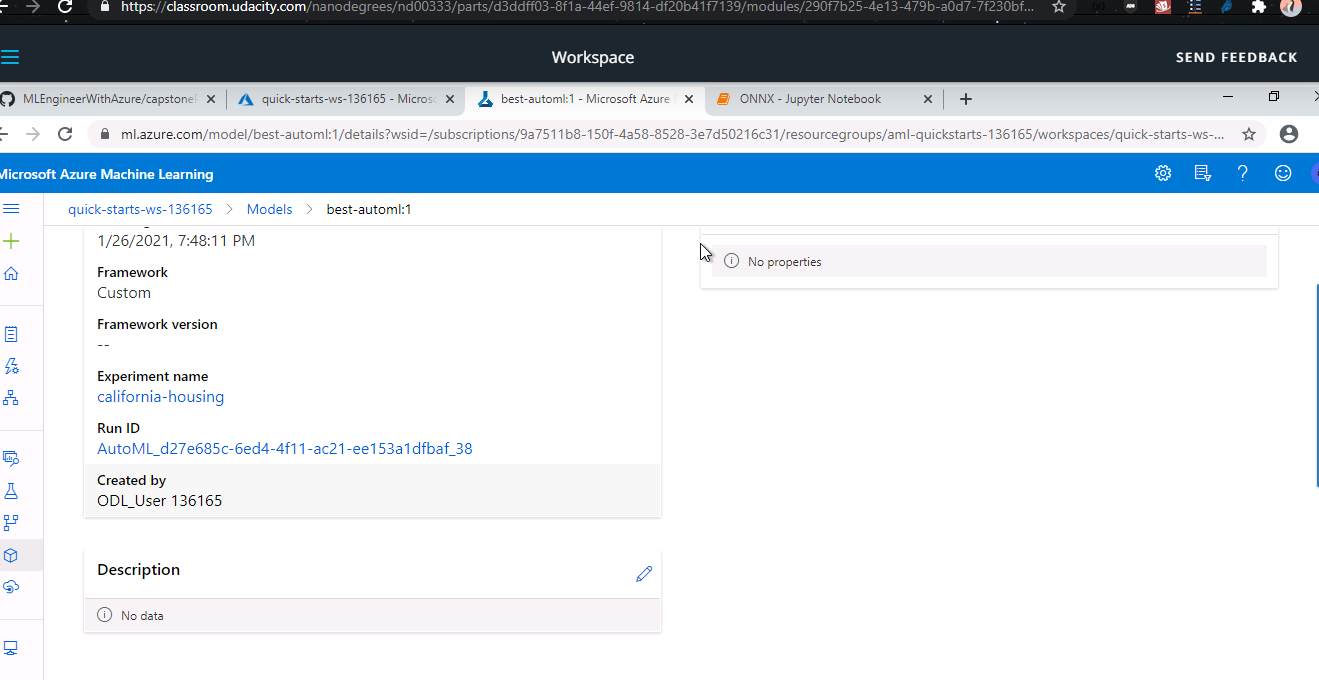 https://classroom.udacity.com/nanodegrees/nd00333/parts/d3ddff03-8f1a-44ef-9814-df20b41f7139/modules/290f7b25-4e13-479b-a0d7-7f230bf...
Workspace
SEND FEEDBACK
MLEngineerWithAzure/capstone
quick-starts-ws-136165 - Micros
best-automl:1 - Microsoft Azure
ONNX - Jupyter Notebook
ml.azure.com/model/best-automl:1/details?wsid=/subscriptions/9a7511b8-150f-4a58-8528-3e7d50216c31/resourcegroups/aml-quickstarts-136165/workspaces/quick-starts-ws-...
Microsoft Azure Machine Learning
quick-starts-ws-136165 > Models > best-automl:1
1/26/2021, 7:48:11 PM
Framework
Custom
Framework version
--
Experiment name
california-housing
Run ID
AutoML_d27e685c-6ed4-4f11-ac21-ee153a1dfbaf_38
Created by
ODL_User 136165
Description
No data
No properties